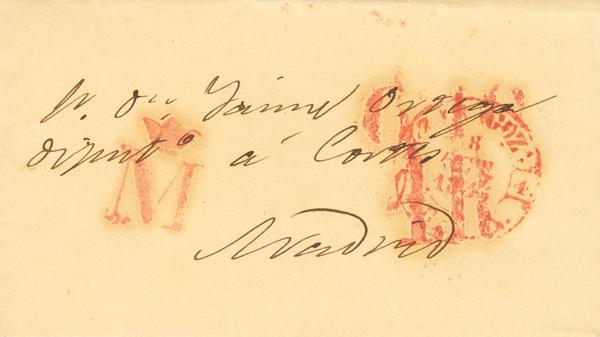 Sr. Dn. Jaime Ortega
diputº a Cortes
Madrid
M